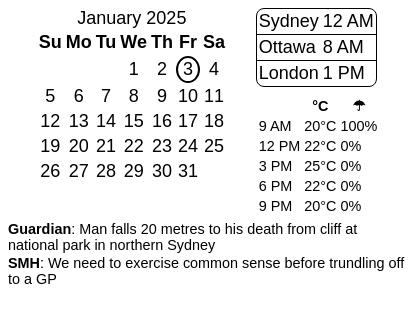 January 2025
Su Mo Tu We Th Fr Sa
1 2 3 4
5 6 7 8 9 10 11
12 13 14 15 16 17 18
19 20 21 22 23 24 25
26 27 28 29 30 31
Sydney 12 AM
Ottawa 8 AM
London 1 PM
°C ☂
9 AM 20°C 100%
12 PM 22°C 0%
3 PM 25°C 0%
6 PM 22°C 0%
9 PM 20°C 0%
Guardian: Man falls 20 metres to his death from cliff at
national park in northern Sydney
SMH: We need to exercise common sense before trundling off
to a GP